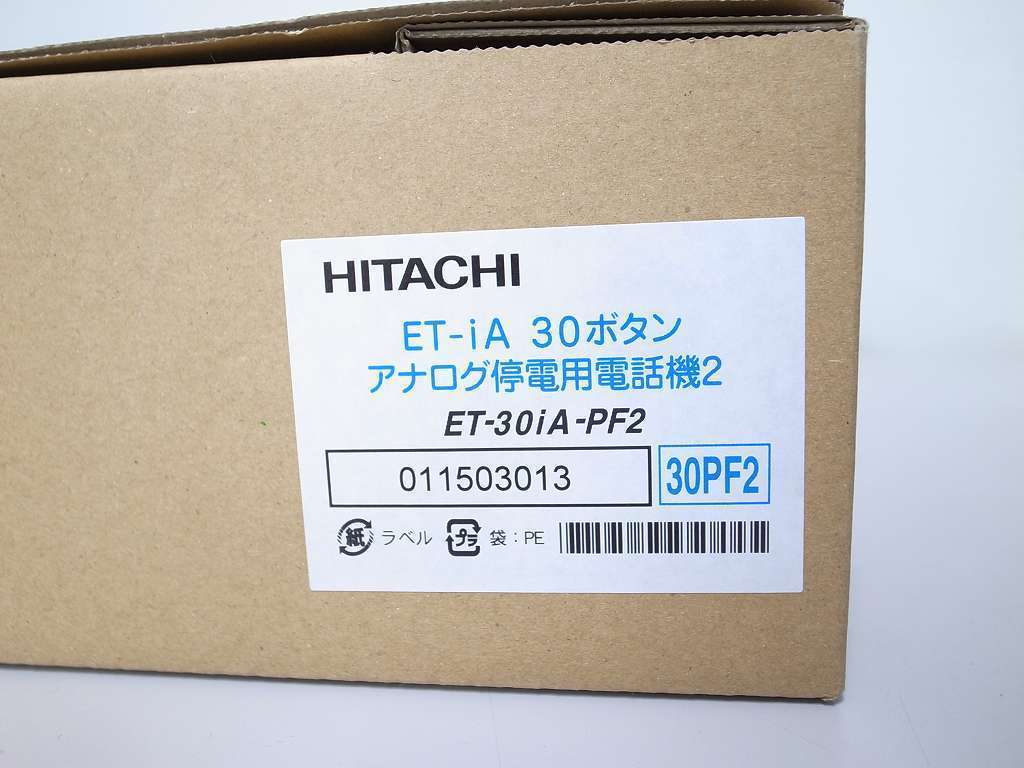 HITACHI
ET-iA 30ボタン
アナログ停電用電話機2
ET-30iA-PF2
011503013 30PF2
紙 ラベル プラ 袋:PE